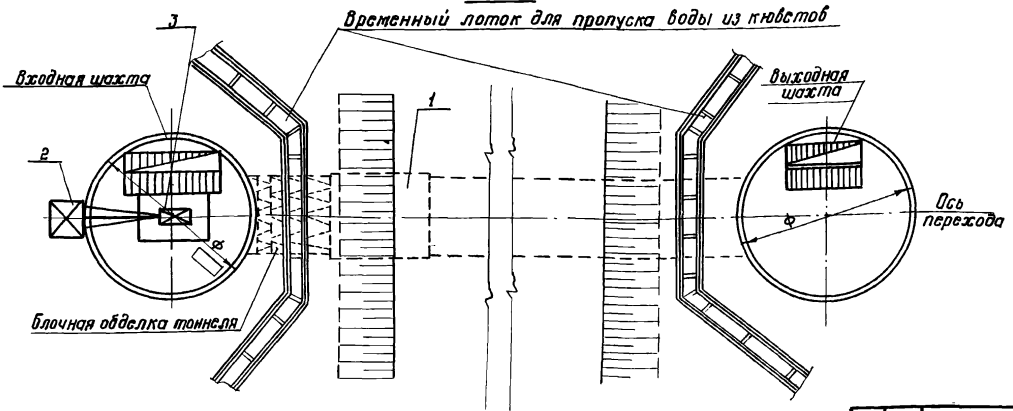 3
Временный лоток для пропуска воды из кюветов
Входная шахта
Выходная
шахта
1
2
Ось
перехода
ø
ø
Блочная обделка тоннеля